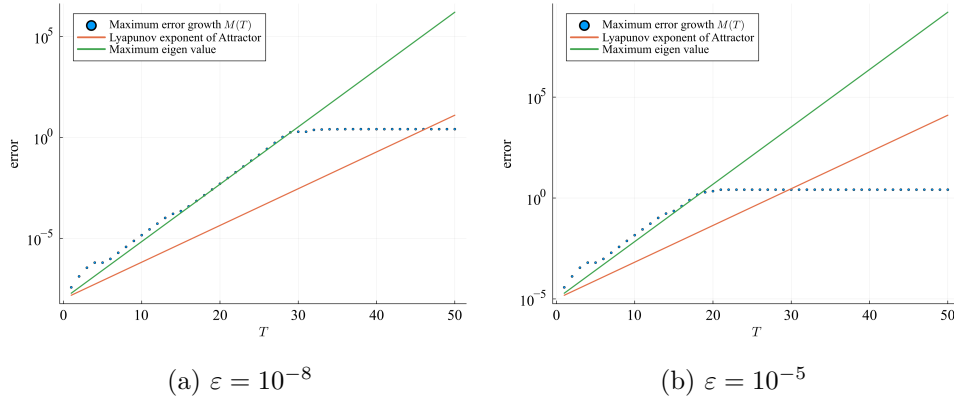 Maximum error growth M(T)
Lyapunov exponent of Attractor
Maximum eigen value
error
10^5
10^0
10^-5
0 10 20 30 40 50
T
(a) ε = 10^-8
Maximum error growth M(T)
Lyapunov exponent of Attractor
Maximum eigen value
error
10^5
10^0
10^-5
0 10 20 30 40 50
T
(b) ε = 10^-5